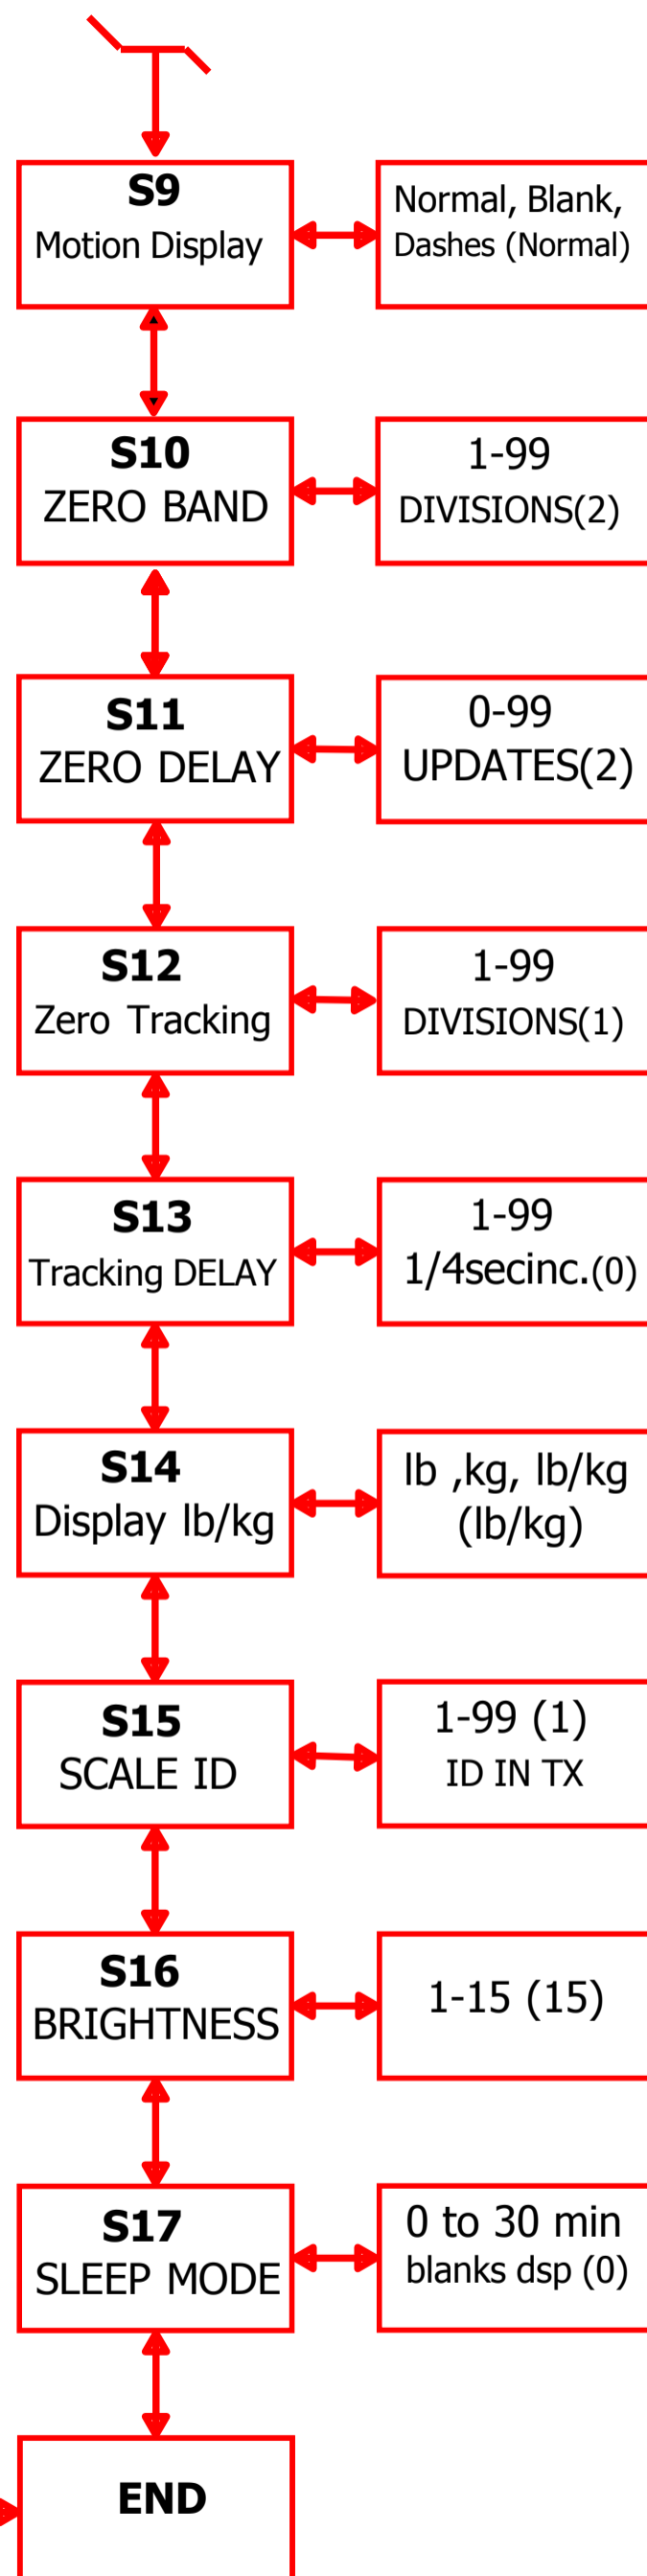 S9
Motion Display
Normal, Blank,
Dashes (Normal)
S10
ZERO BAND
1-99
DIVISIONS(2)
S11
ZERO DELAY
0-99
UPDATES(2)
S12
Zero Tracking
1-99
DIVISIONS(1)
S13
Tracking DELAY
1-99
1/4secinc.(0)
S14
Display lb/kg
lb ,kg, lb/kg
(lb/kg)
S15
SCALE ID
1-99 (1)
ID IN TX
S16
BRIGHTNESS
1-15 (15)
S17
SLEEP MODE
0 to 30 min
blanks dsp (0)
END